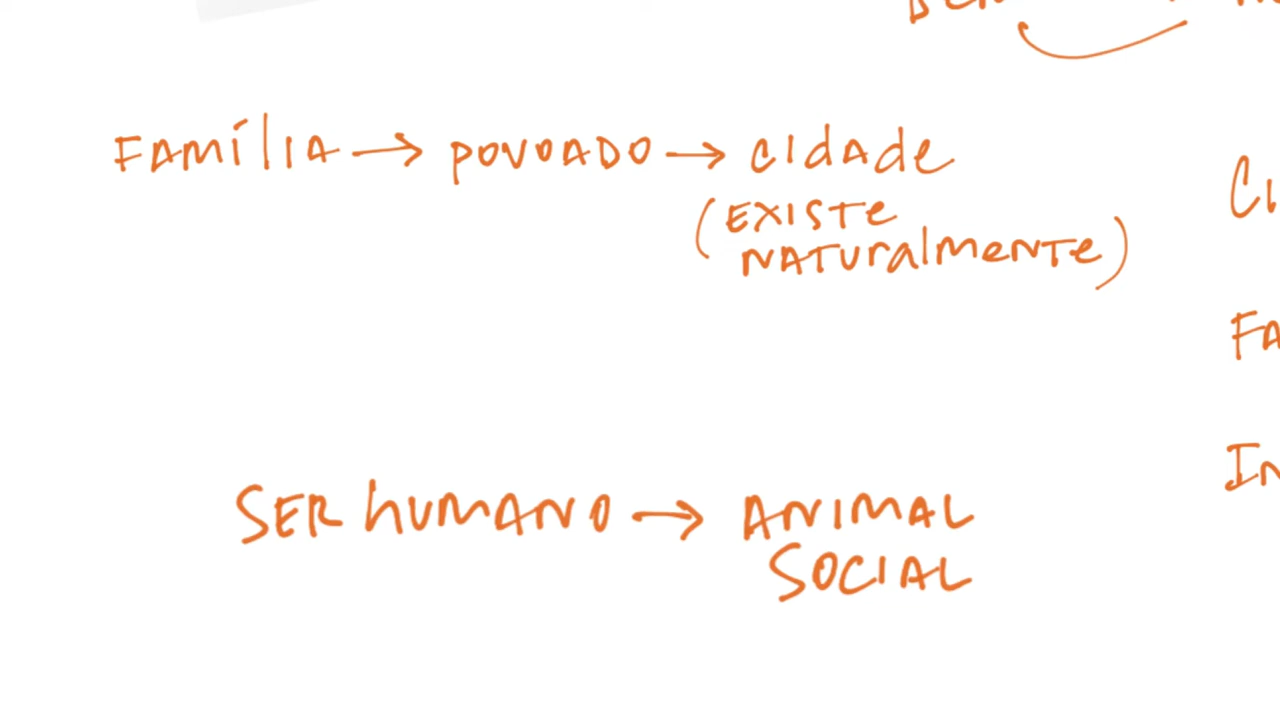 FAMÍLIA → POVOADO → CIDADE
(EXISTE
NATURALMENTE)
SER HUMANO → ANIMAL
SOCIAL